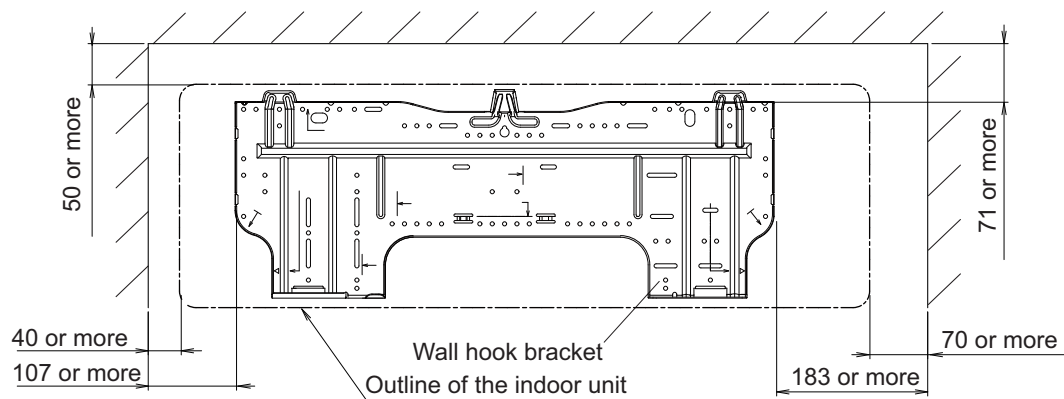 50 or more
71 or more
40 or more
107 or more
Wall hook bracket
Outline of the indoor unit
70 or more
183 or more